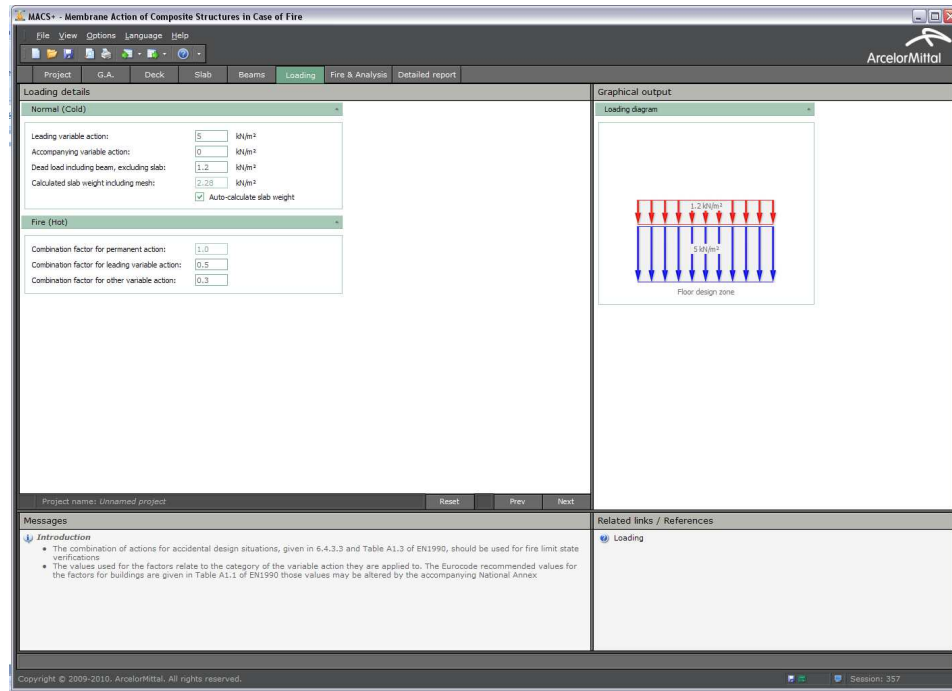 MACS+ - Membrane Action of Composite Structures in Case of Fire
File View Options Language Help
ArcelorMittal
Project G.A. Deck Slab Beams Loading Fire & Analysis Detailed report
Loading details
Normal (Cold)
Leading variable action: 5 kN/m²
Accompanying variable action: 0 kN/m²
Dead load including beam, excluding slab: 1.2 kN/m²
Calculated slab weight including mesh: 2.28 kN/m²
Auto-calculate slab weight
Fire (Hot)
Combination factor for permanent action: 1.0
Combination factor for leading variable action: 0.5
Combination factor for other variable action: 0.3
Graphical output
Loading diagram
1.2 kN/m²
5 kN/m²
Floor design zone
Project name: Unnamed project Reset Prev Next
Messages
Introduction
• The combination of actions for accidental design situations, given in 6.4.3.3 and Table A1.3 of EN1990, should be used for fire limit state
verifications
• The values used for the factors relate to the category of the variable action they are applied to. The Eurocode recommended values for
the factors for buildings are given in Table A1.1 of EN1990 those values may be altered by the accompanying National Annex
Related links / References
Loading
Copyright © 2009-2010. ArcelorMittal. All rights reserved.
Session: 357